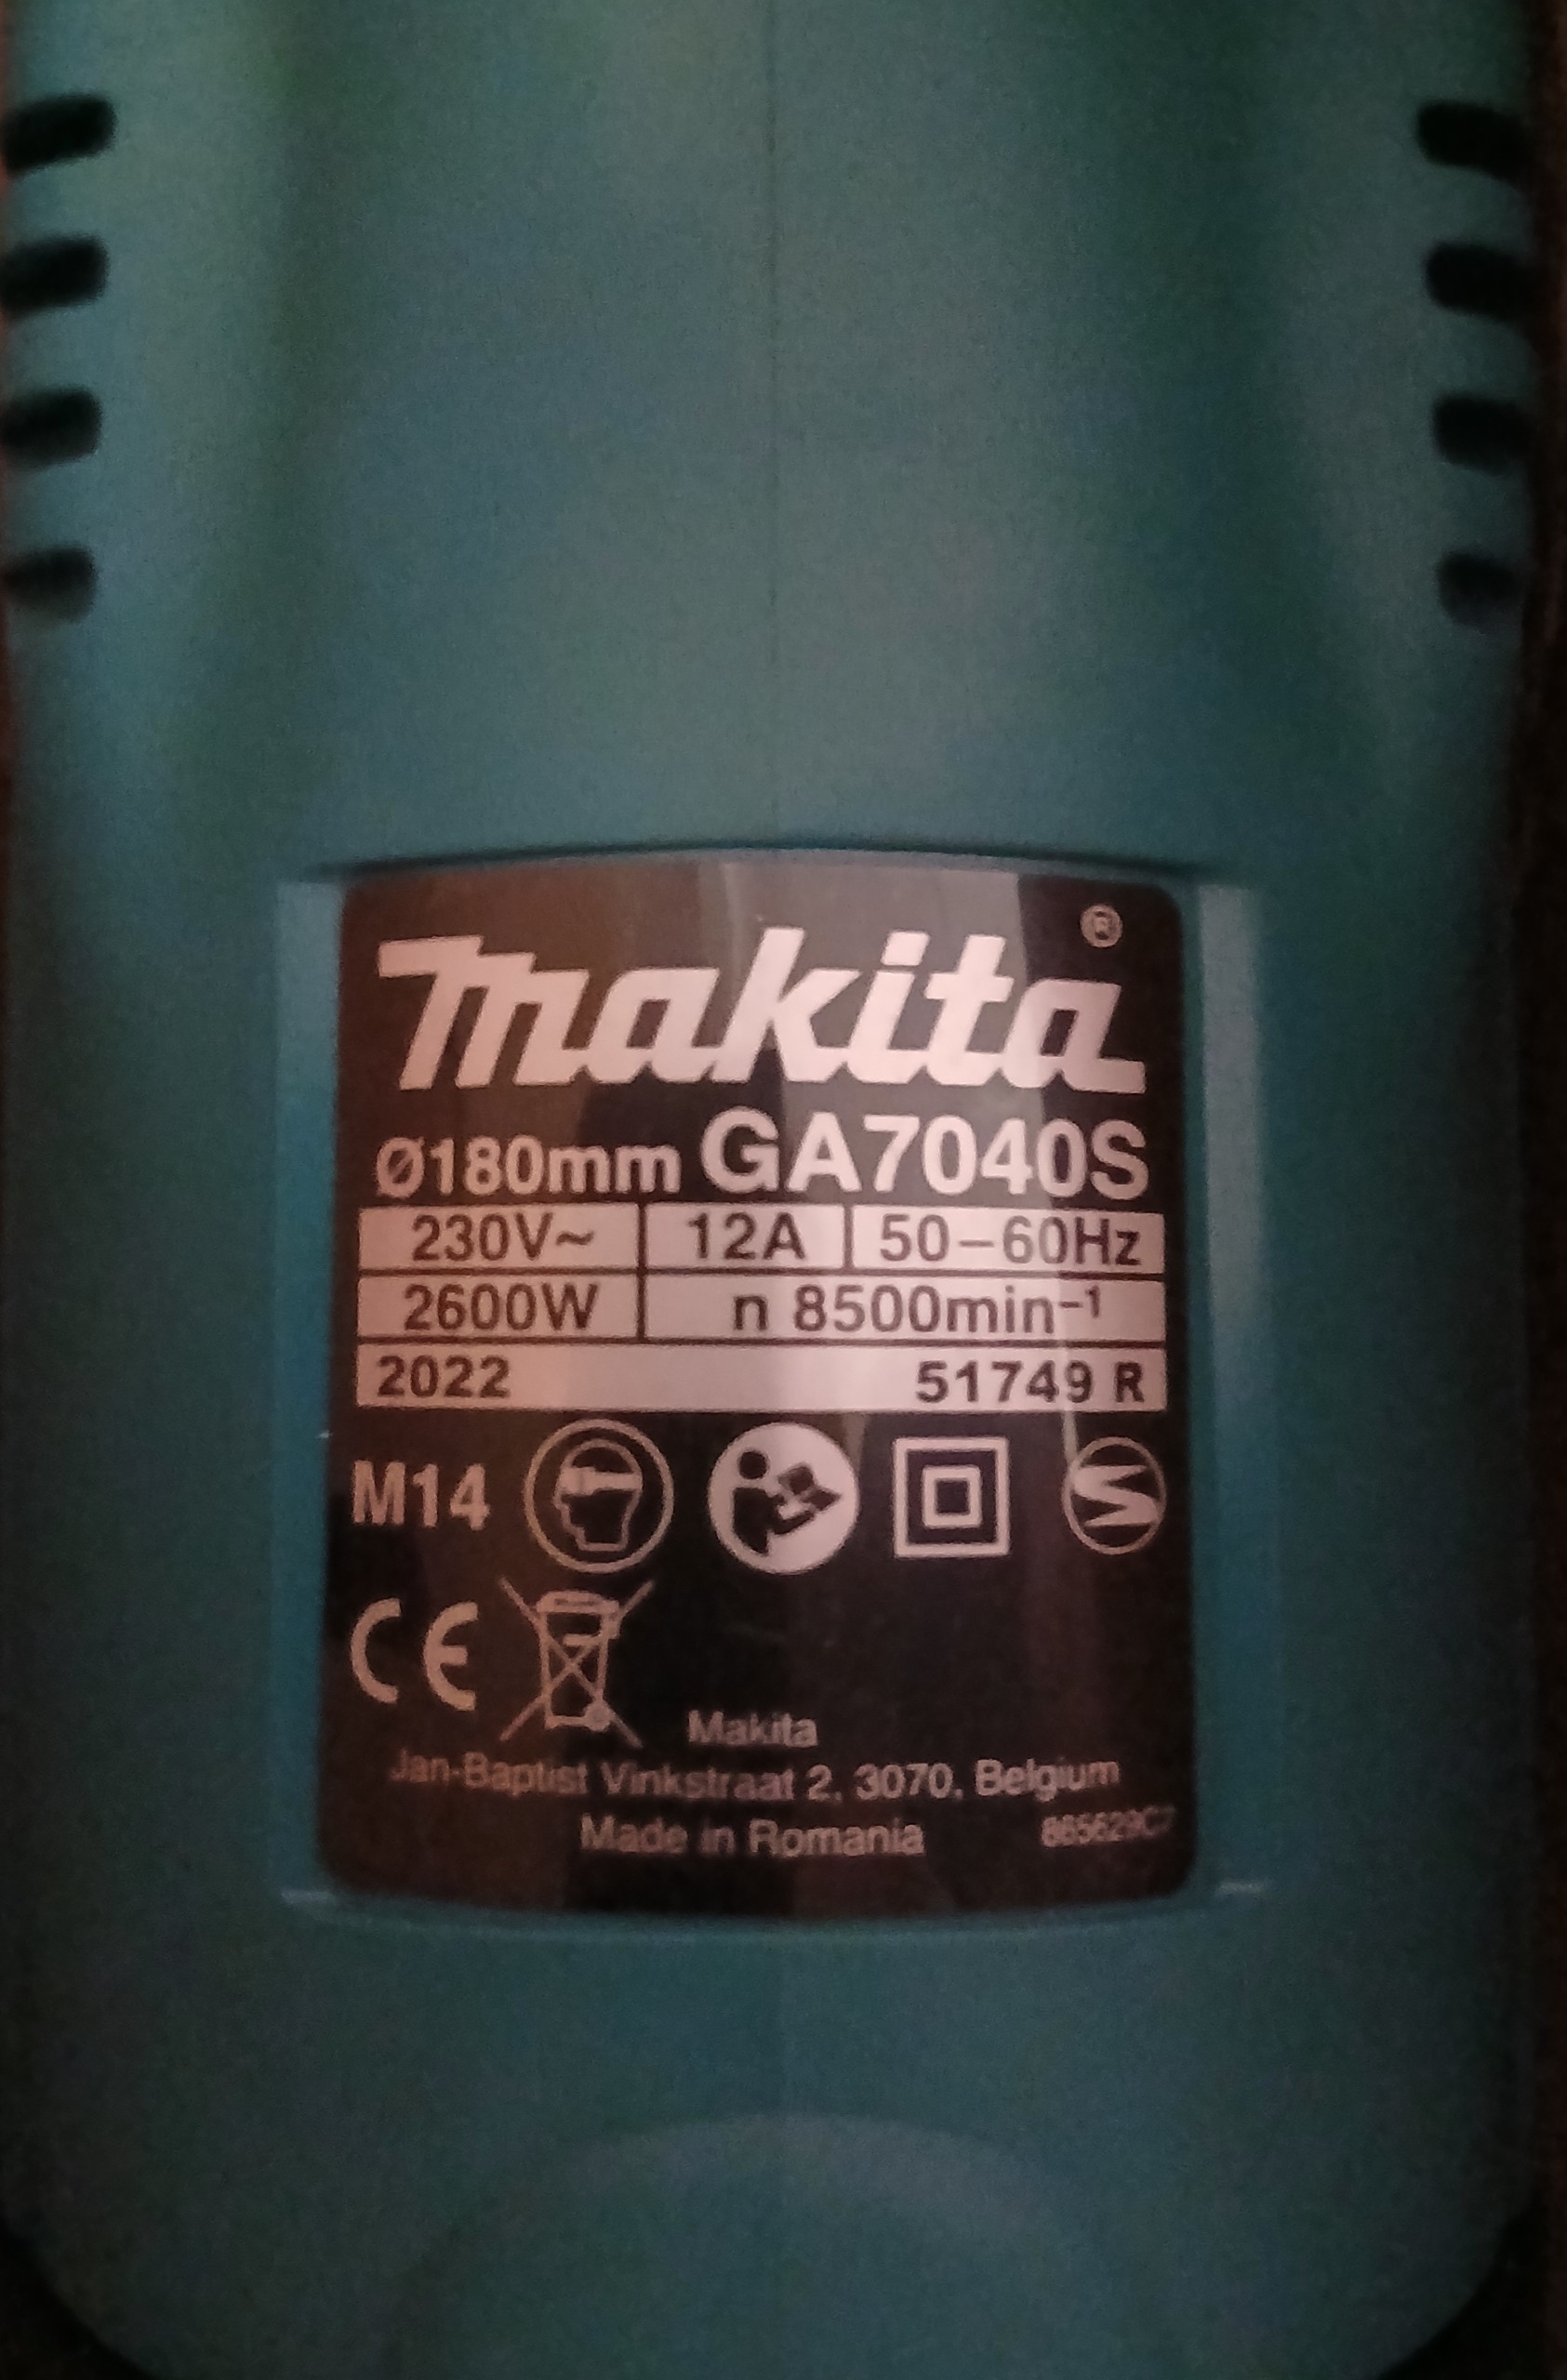 makita®
Ø180mm GA7040S
230V~ 12A 50-60Hz
2600W n 8500min⁻¹
2022 51749 R
M14
CE
Makita
Jan-Baptist Vinkstraat 2, 3070, Belgium
Made in Romania